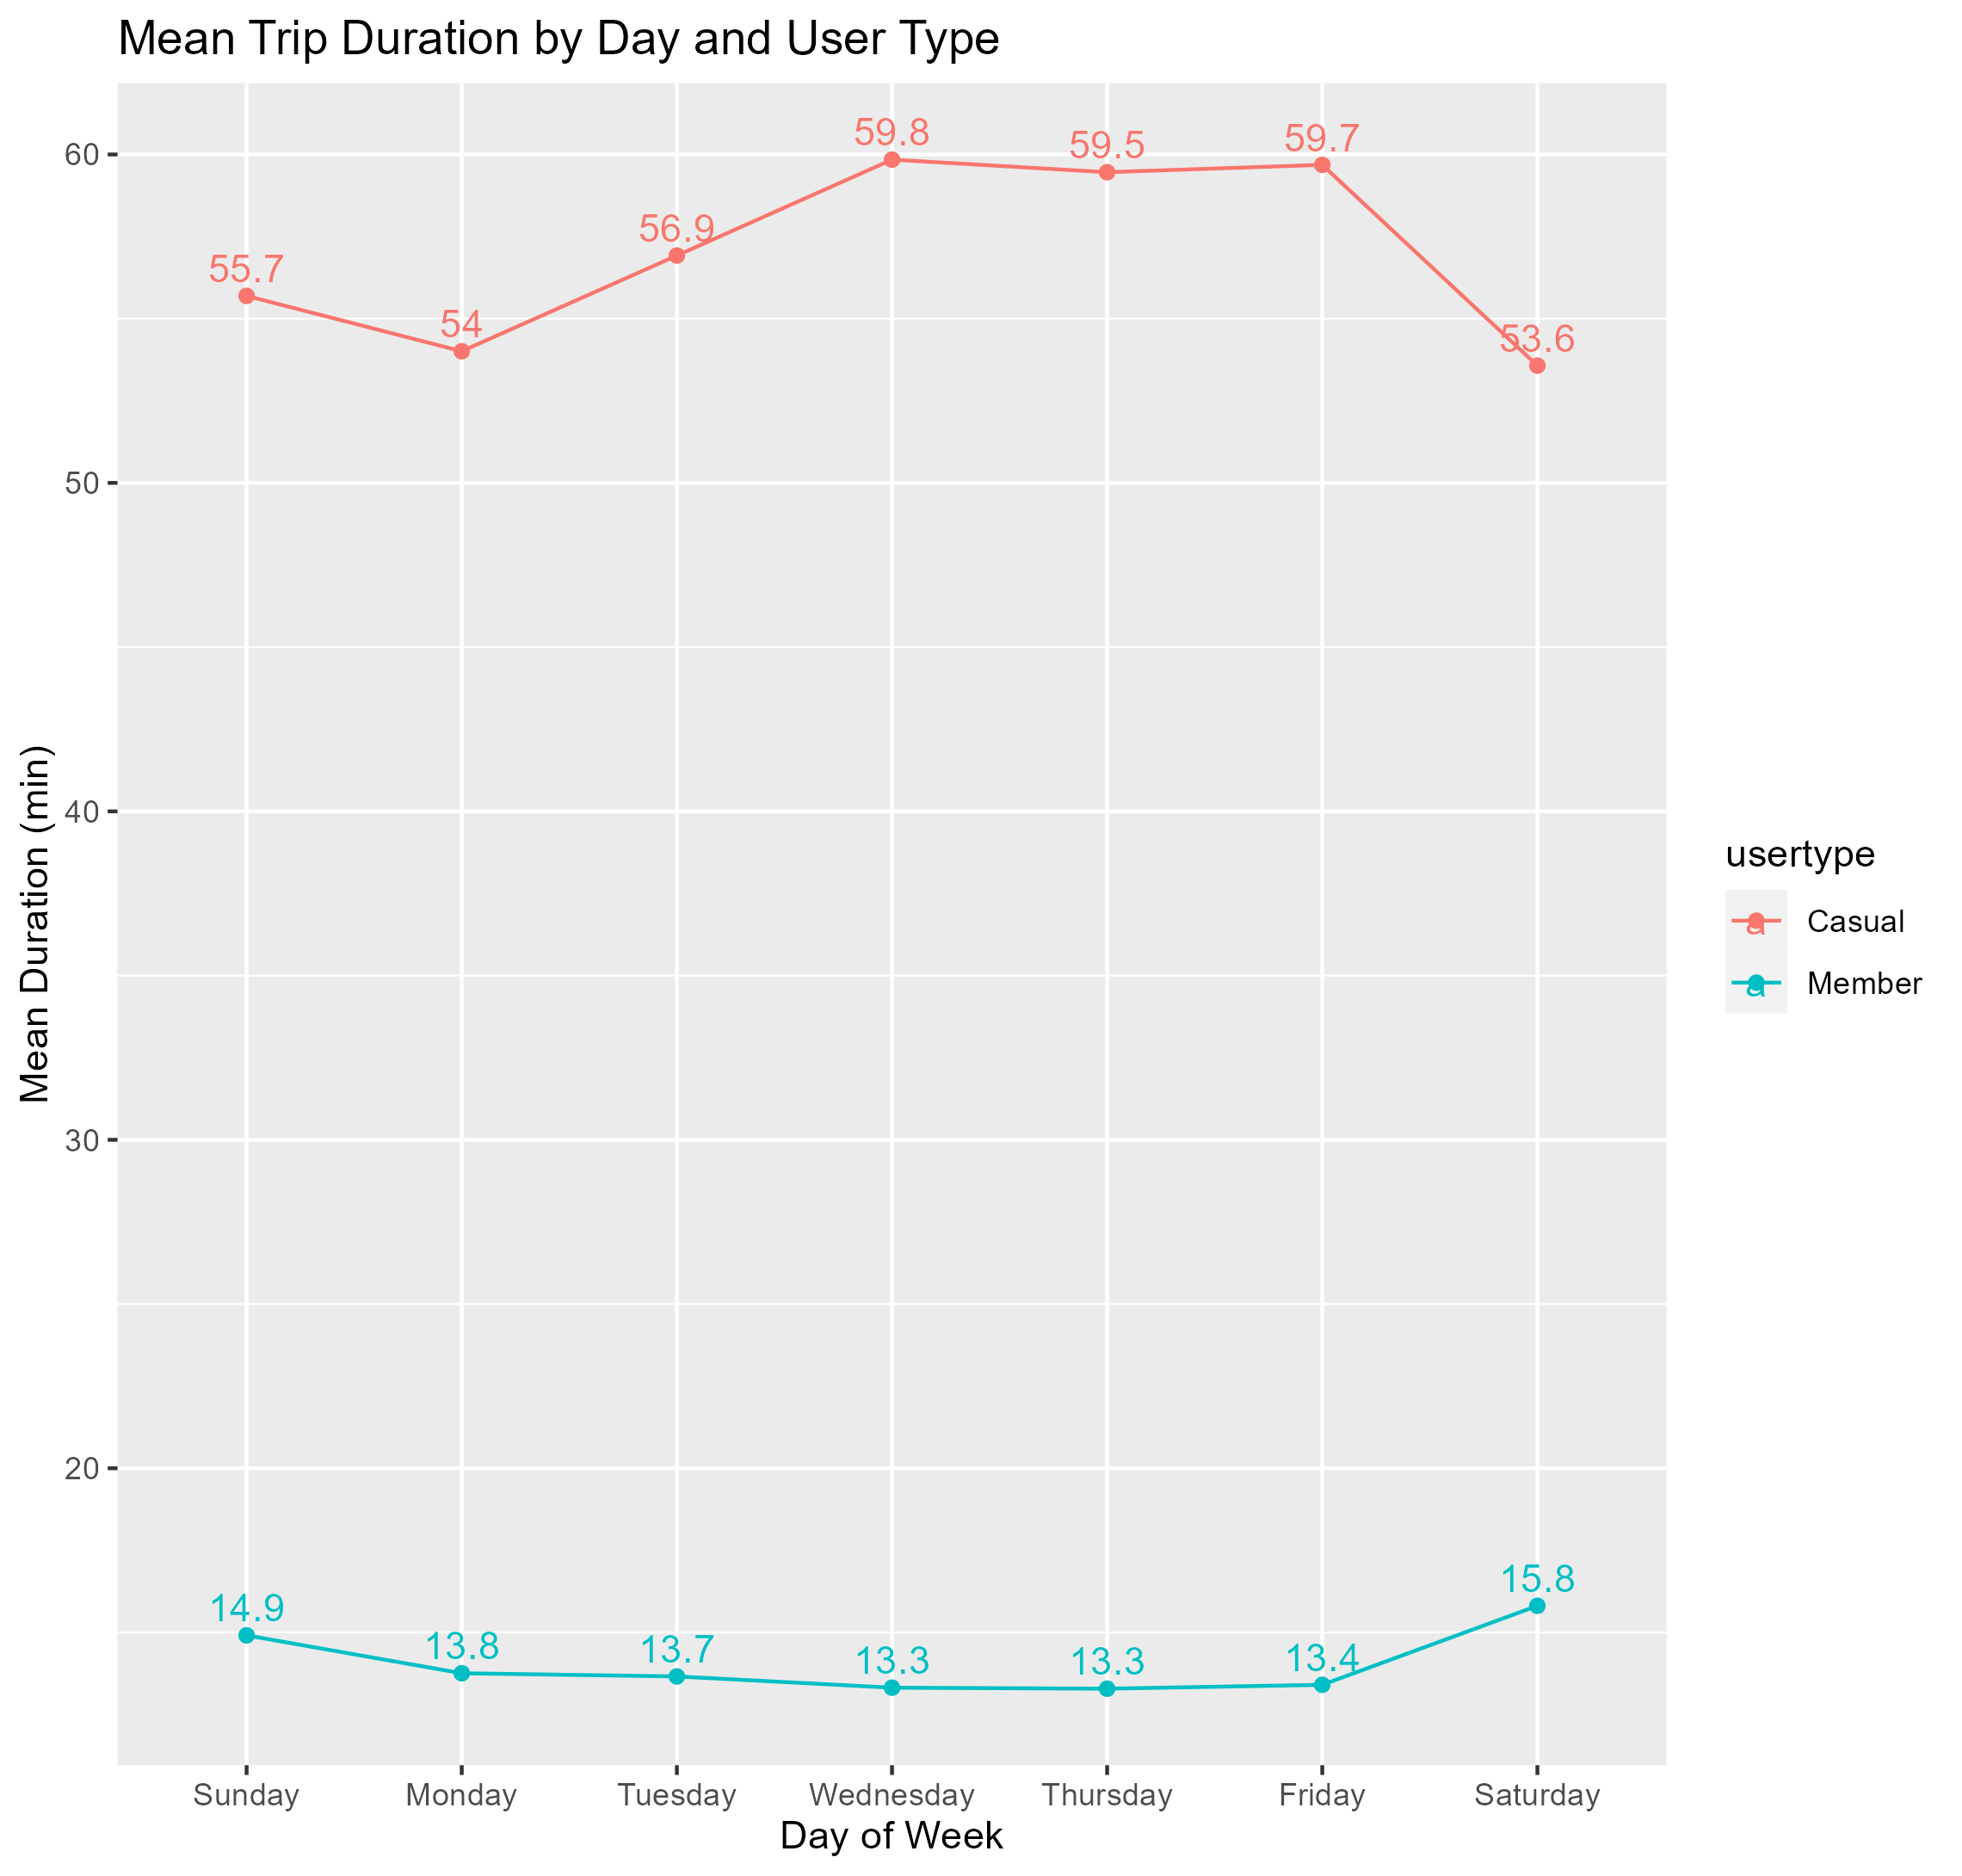 Mean Trip Duration by Day and User Type
Mean Duration (min)
60
50
40
30
20
55.7
54
56.9
59.8
59.5
59.7
53.6
14.9
13.8
13.7
13.3
13.3
13.4
15.8
Sunday Monday Tuesday Wednesday Thursday Friday Saturday
Day of Week
usertype
a Casual
a Member